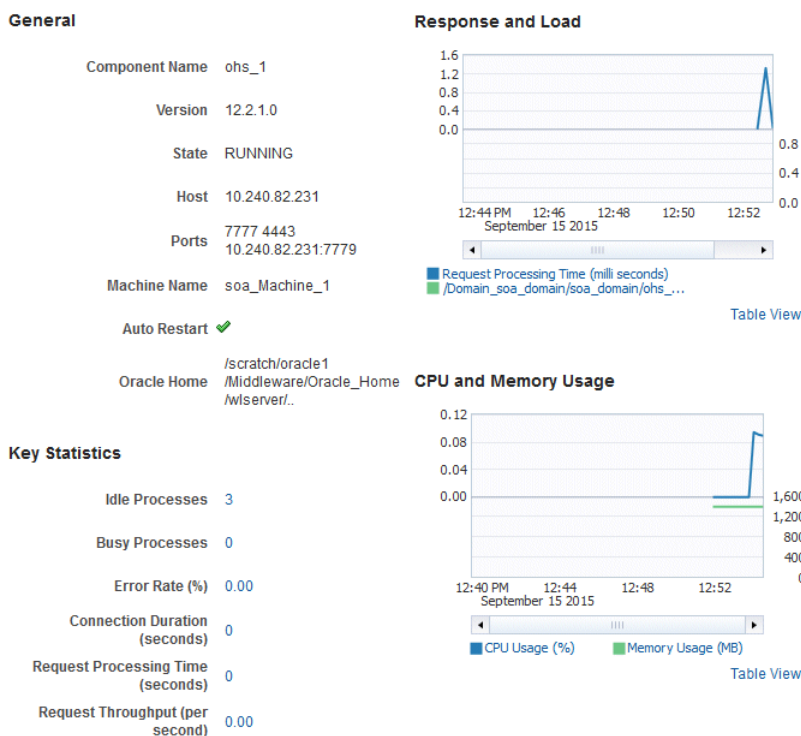 General
Component Name ohs_1
Version 12.2.1.0
State RUNNING
Host 10.240.82.231
Ports 7777 4443
10.240.82.231:7779
Machine Name soa_Machine_1
Auto Restart
Oracle Home /scratch/oracle1
/Middleware/Oracle_Home
/wlserver/..
Key Statistics
Idle Processes 3
Busy Processes 0
Error Rate (%) 0.00
Connection Duration
(seconds) 0
Request Processing Time
(seconds) 0
Request Throughput (per
second) 0.00
Response and Load
1.6
1.2
0.8
0.4
0.0
0.8
0.4
0.0
12:44 PM 12:46 12:48 12:50 12:52
September 15 2015
Request Processing Time (milli seconds)
/Domain_soa_domain/soa_domain/ohs_...
Table View
CPU and Memory Usage
0.12
0.08
0.04
0.00
1,600
1,200
800
400
0
12:40 PM 12:44 12:48 12:52
September 15 2015
CPU Usage (%) Memory Usage (MB)
Table View